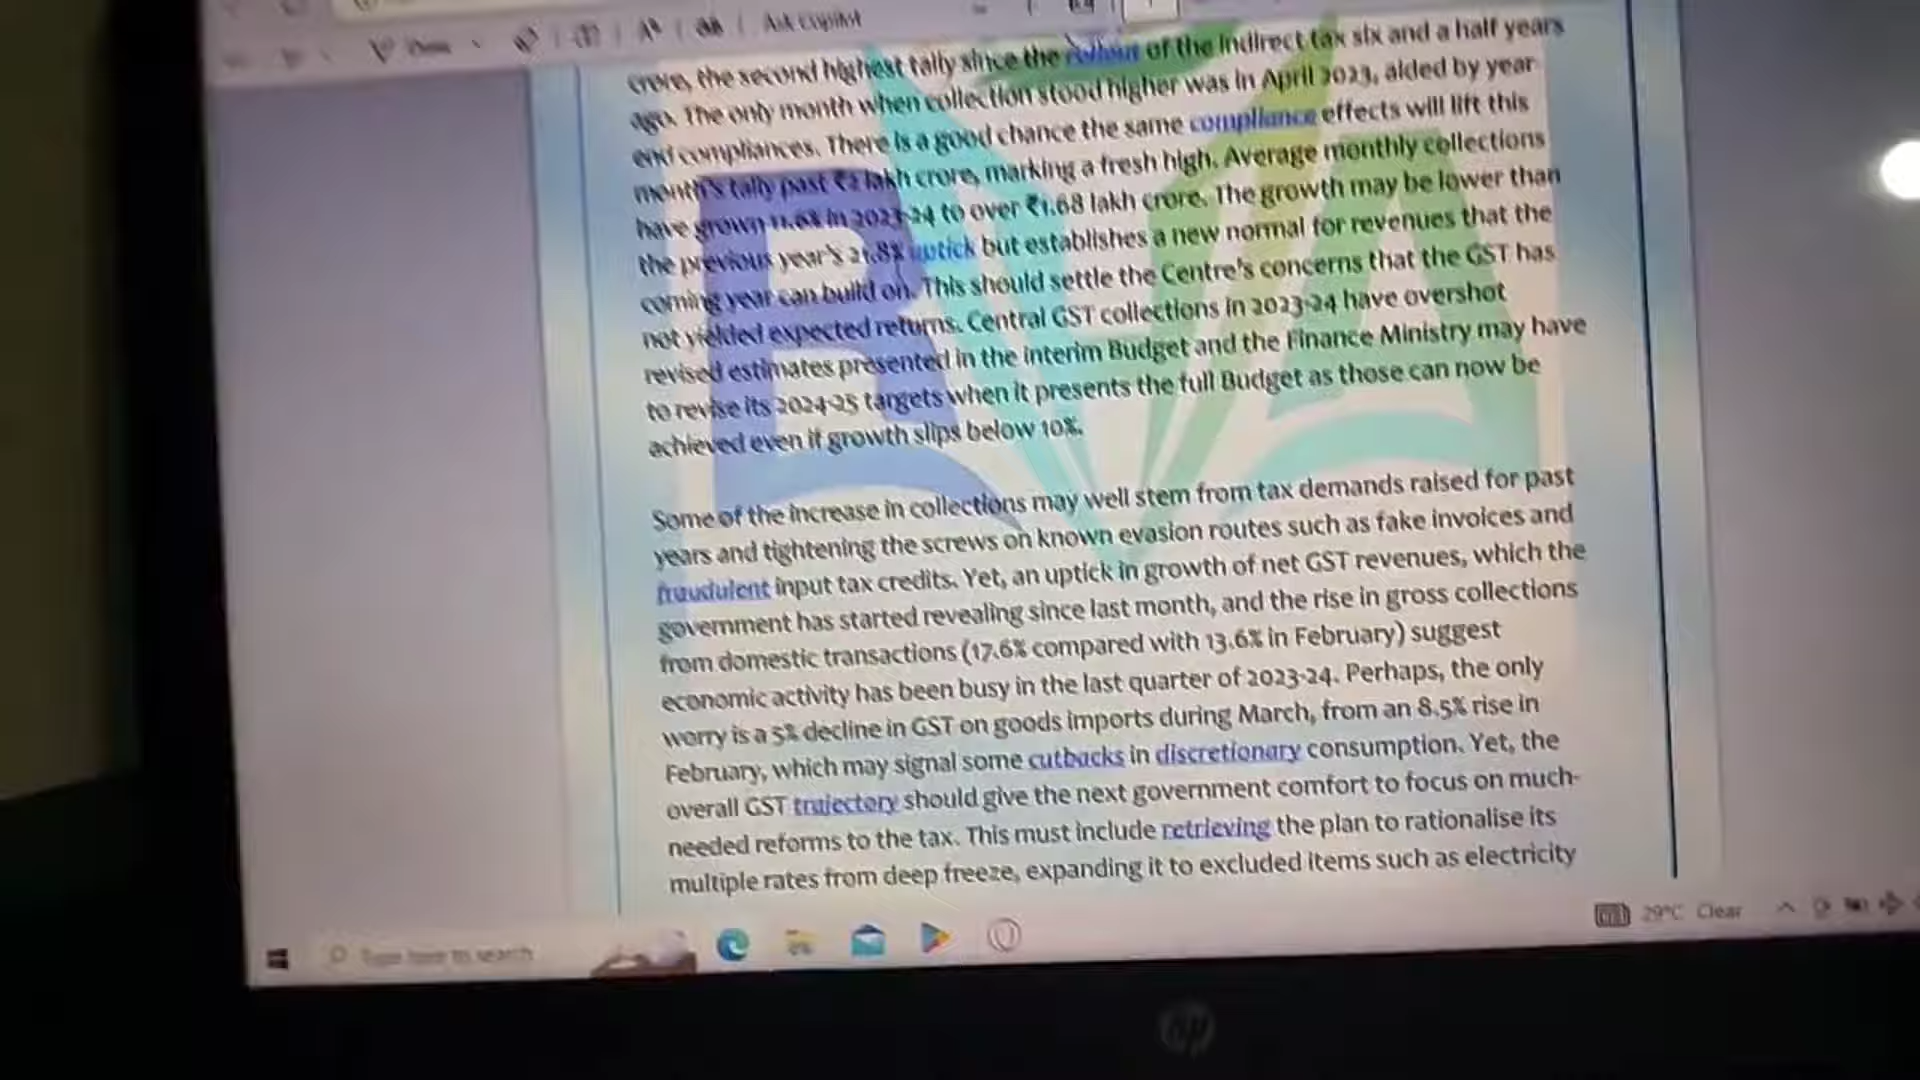 Draw
Ask Copilot
crore, the second highest tally since the rollout of the indirect tax six and a half years
ago. The only month when collection stood higher was in April 2023, aided by year
end compliances. There is a good chance the same compliance effects will lift this
month's tally past ₹2 lakh crore, marking a fresh high. Average monthly collections
have grown 11.6% in 2023-24 to over ₹1.68 lakh crore. The growth may be lower than
the previous year's 21.8% uptick but establishes a new normal for revenues that the
coming year can build on. This should settle the Centre's concerns that the GST has
not yielded expected returns. Central GST collections in 2023-24 have overshot
revised estimates presented in the interim Budget and the Finance Ministry may have
to revise its 2024-25 targets when it presents the full Budget as those can now be
achieved even if growth slips below 10%.
Some of the increase in collections may well stem from tax demands raised for past
years and tightening the screws on known evasion routes such as fake invoices and
fraudulent input tax credits. Yet, an uptick in growth of net GST revenues, which the
government has started revealing since last month, and the rise in gross collections
from domestic transactions (17.6% compared with 13.6% in February) suggest
economic activity has been busy in the last quarter of 2023-24. Perhaps, the only
worry is a 5% decline in GST on goods imports during March, from an 8.5% rise in
February, which may signal some cutbacks in discretionary consumption. Yet, the
overall GST trajectory should give the next government comfort to focus on much-
needed reforms to the tax. This must include retrieving the plan to rationalise its
multiple rates from deep freeze, expanding it to excluded items such as electricity
Type here to search
29°C Clear
hp